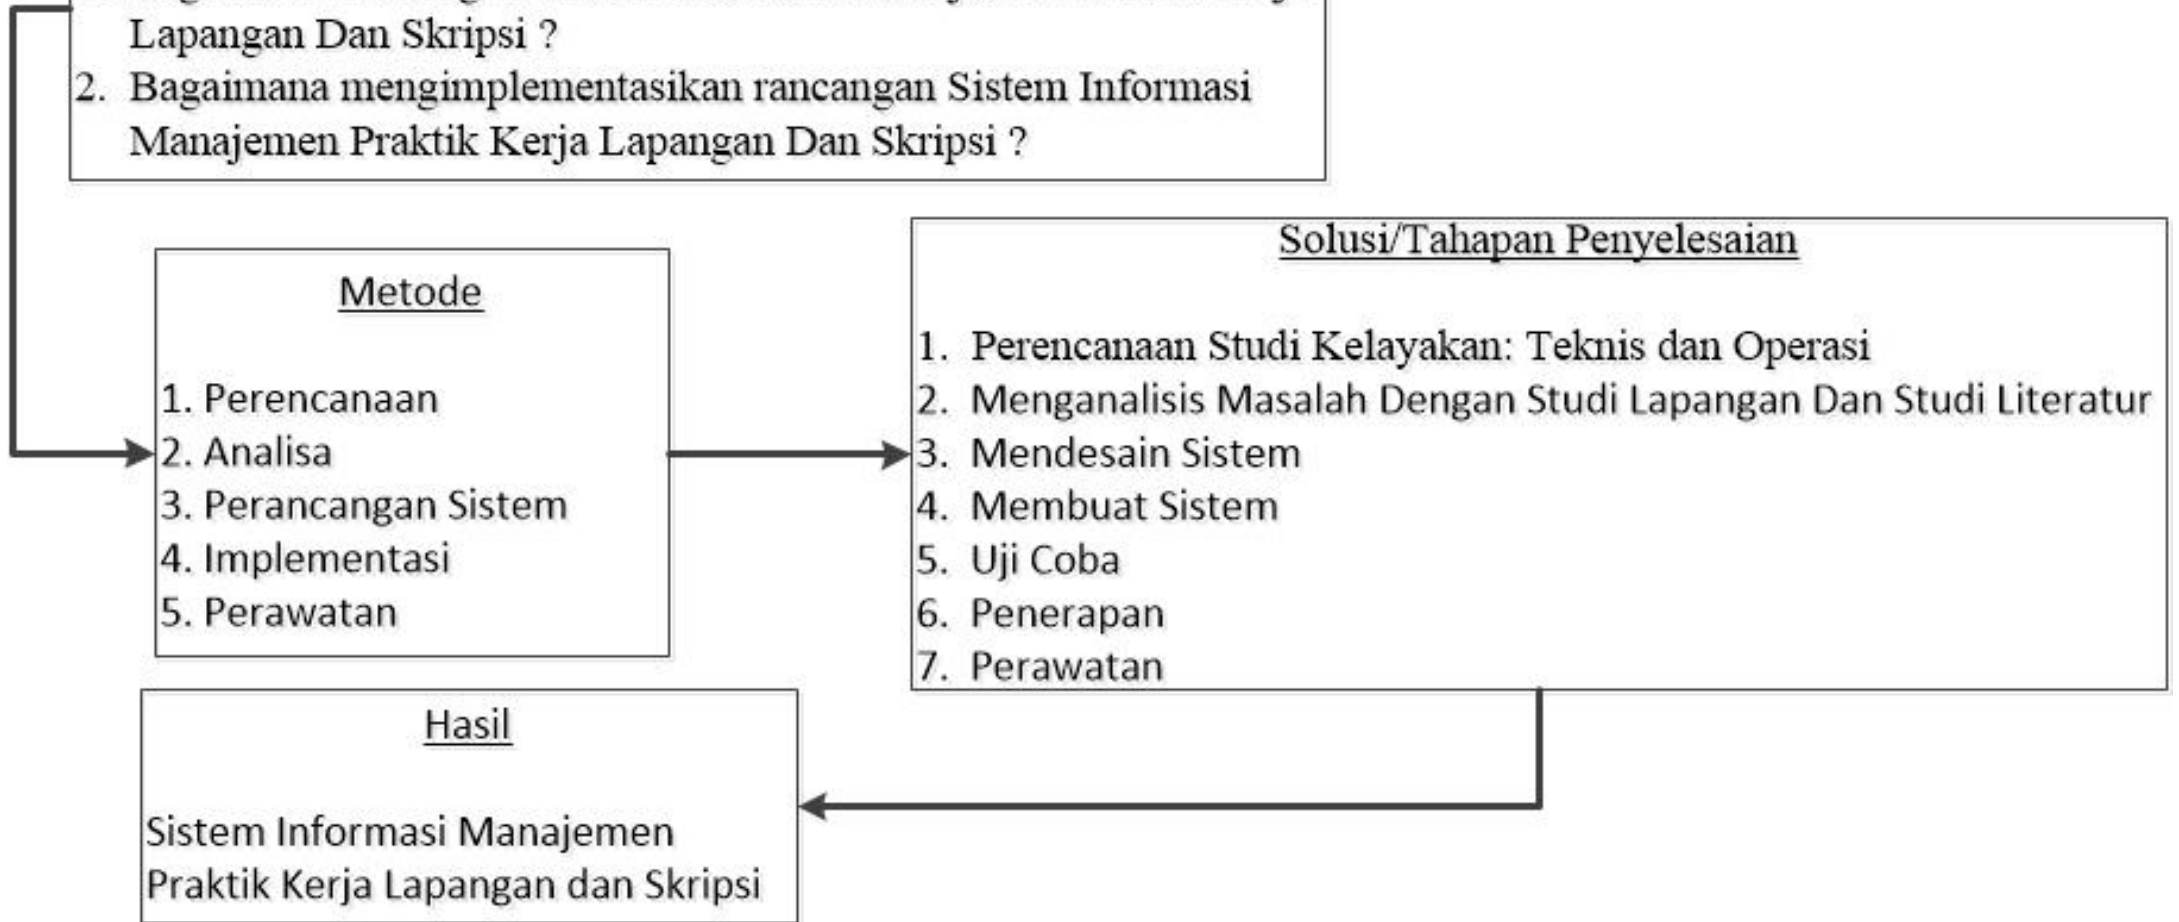 Lapangan Dan Skripsi ?
2. Bagaimana mengimplementasikan rancangan Sistem Informasi
Manajemen Praktik Kerja Lapangan Dan Skripsi ?
Metode
1. Perencanaan
2. Analisa
3. Perancangan Sistem
4. Implementasi
5. Perawatan
Solusi/Tahapan Penyelesaian
1. Perencanaan Studi Kelayakan: Teknis dan Operasi
2. Menganalisis Masalah Dengan Studi Lapangan Dan Studi Literatur
3. Mendesain Sistem
4. Membuat Sistem
5. Uji Coba
6. Penerapan
7. Perawatan
Hasil
Sistem Informasi Manajemen
Praktik Kerja Lapangan dan Skripsi